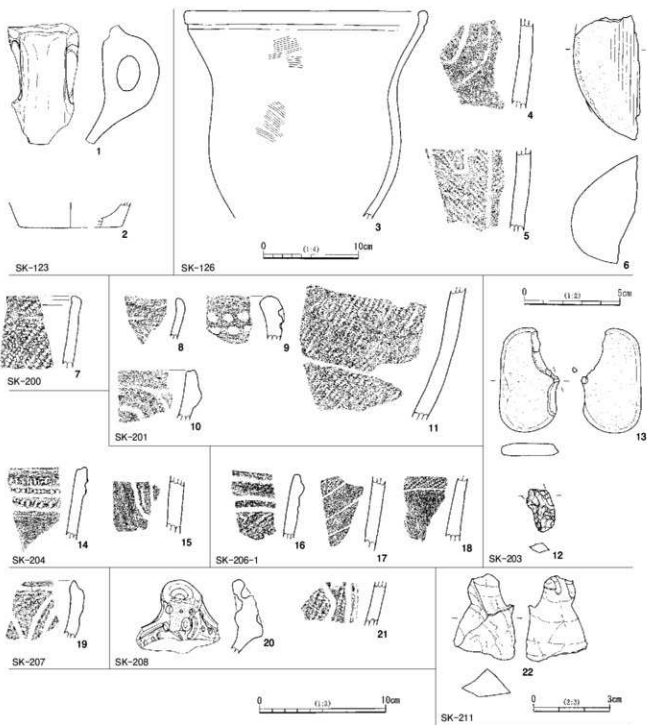 1
2
SK-123
3
4
5
6
0 (1:4) 10cm
SK-126
7
SK-200
8
9
10
11
SK-201
0 (1:2) 5cm
13
12
SK-203
14
15
SK-204
16
17
18
SK-206-1
19
SK-207
20
21
SK-208
0 (1:3) 10cm
22
0 (2:3) 3cm
SK-211